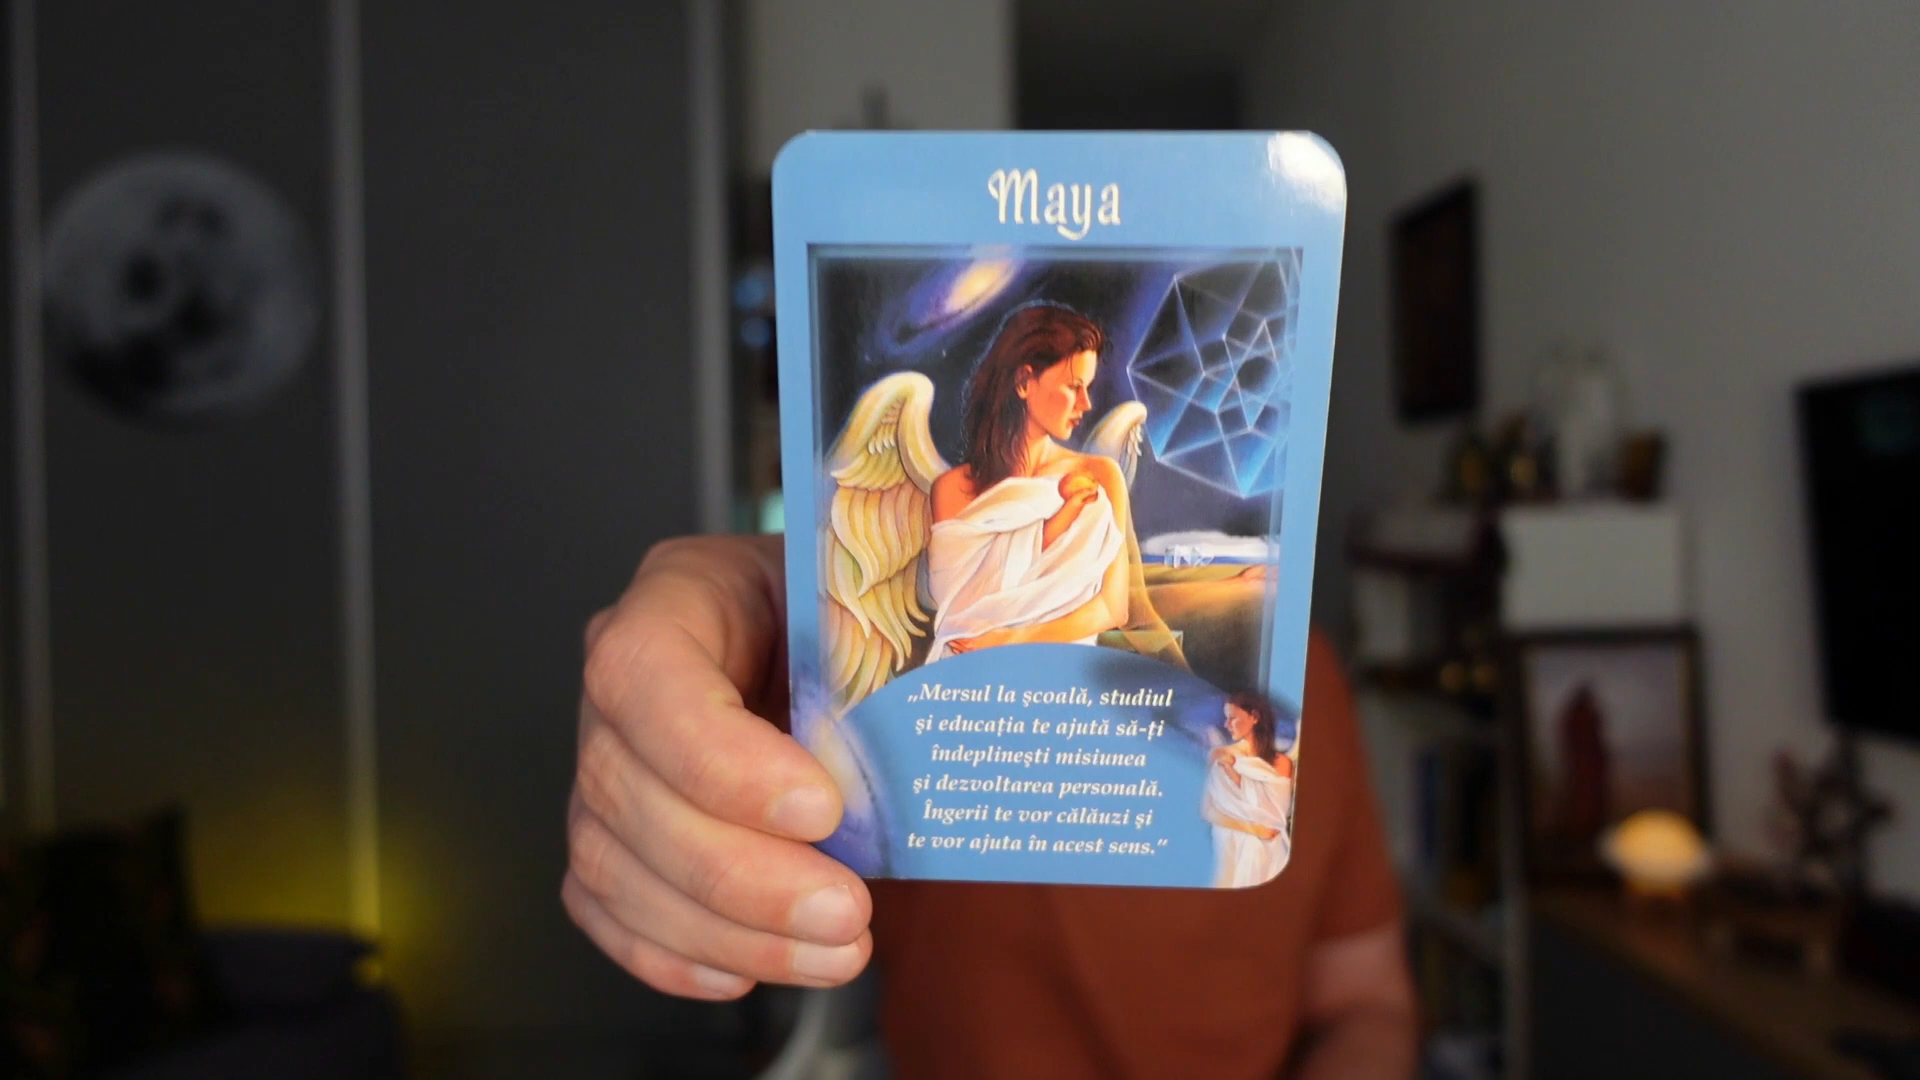 Maya
„Mersul la şcoală, studiul
şi educaţia te ajută să-ţi
îndeplineşti misiunea
şi dezvoltarea personală.
Îngerii te vor călăuzi şi
te vor ajuta în acest sens.”